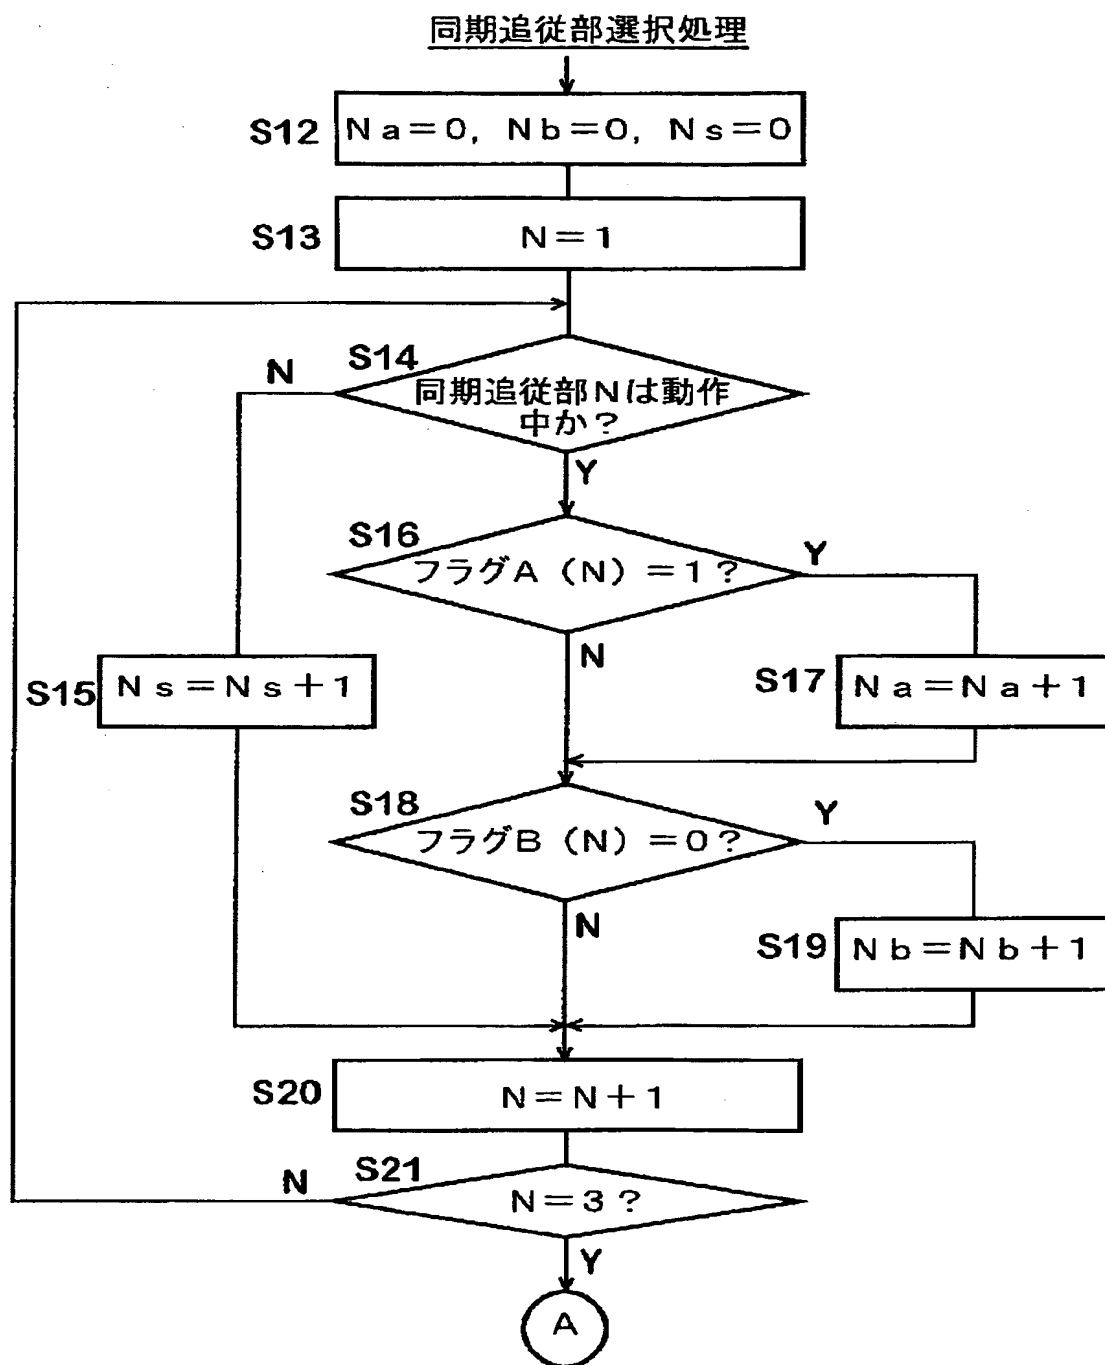 同期追従部選択処理
S12
Na=0, Nb=0, Ns=0
S13
N=1
S14
N
同期追従部Nは動作
中か?
Y
S16
フラグA(N)=1?
Y
N
S15
Ns=Ns+1
S17
Na=Na+1
S18
フラグB(N)=0?
Y
N
S19
Nb=Nb+1
S20
N=N+1
S21
N
N=3?
Y
A